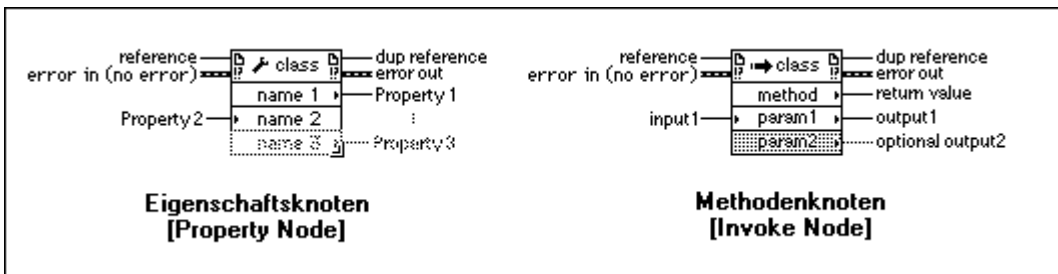 reference class dup reference
error in (no error) error out
name 1 Property 1
Property 2 name 2
name 3 Property 3
Eigenschaftsknoten
[Property Node]
reference class dup reference
error in (no error) error out
method return value
input1 param1 output1
param2 optional output2
Methodenknoten
[Invoke Node]